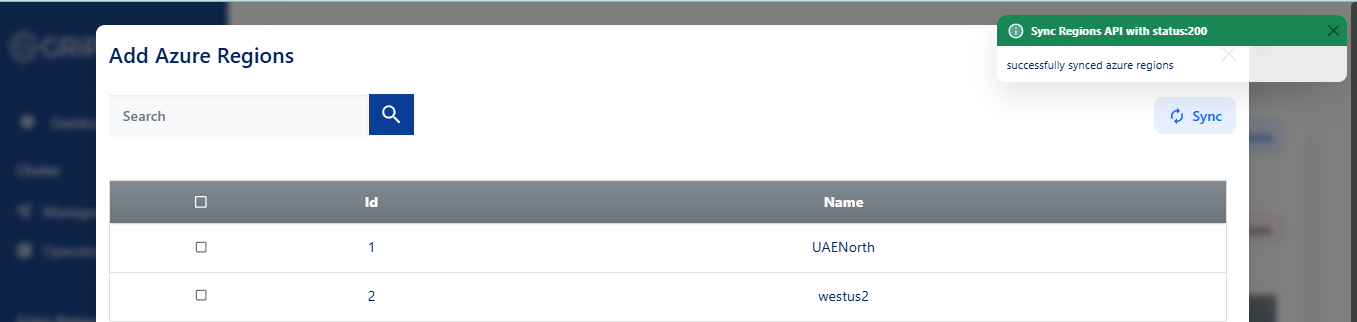 Sync Regions API with status:200
successfully synced azure regions
Add Azure Regions
Search
Sync
Id Name
1 UAENorth
2 westus2